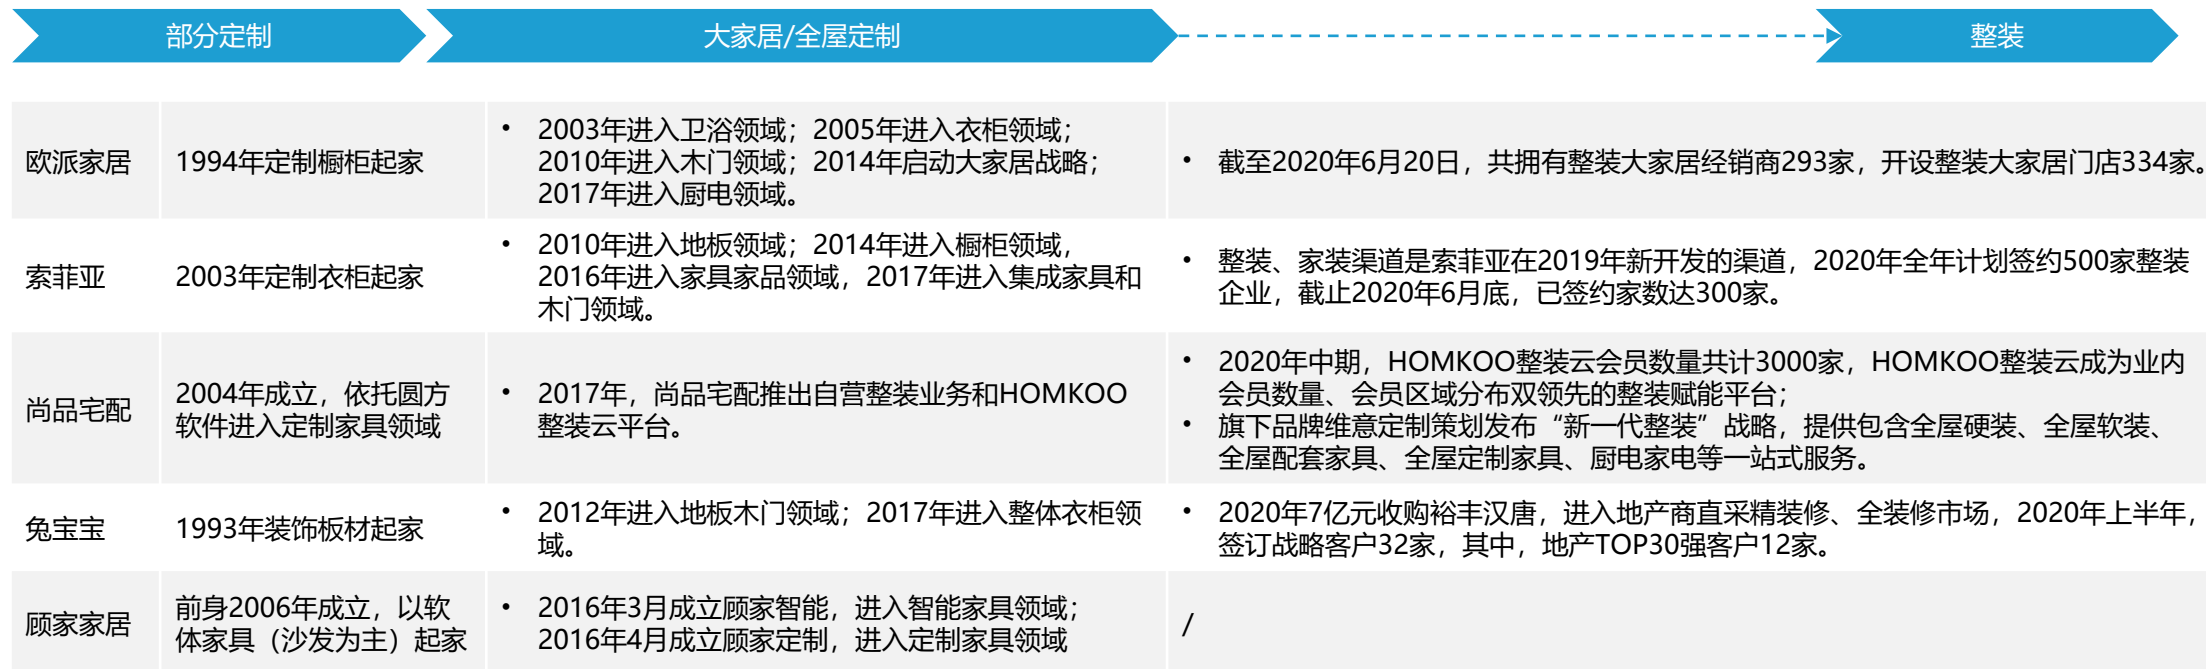 部分定制
大家居/全屋定制
整装
欧派家居
1994年定制橱柜起家
• 2003年进入卫浴领域；2005年进入衣柜领域；
2010年进入木门领域；2014年启动大家居战略；
2017年进入厨电领域。
• 截至2020年6月20日，共拥有整装大家居经销商293家，开设整装大家居门店334家。
索菲亚
2003年定制衣柜起家
• 2010年进入地板领域；2014年进入橱柜领域，
2016年进入家具家品领域，2017年进入集成家具和
木门领域。
• 整装、家装渠道是索菲亚在2019年新开发的渠道，2020年全年计划签约500家整装
企业，截止2020年6月底，已签约家数达300家。
尚品宅配
2004年成立，依托圆方
软件进入定制家具领域
• 2017年，尚品宅配推出自营整装业务和HOMKOO
整装云平台。
• 2020年中期，HOMKOO整装云会员数量共计3000家，HOMKOO整装云成为业内
会员数量、会员区域分布双领先的整装赋能平台；
• 旗下品牌维意定制策划发布“新一代整装”战略，提供包含全屋硬装、全屋软装、
全屋配套家具、全屋定制家具、厨电家电等一站式服务。
兔宝宝
1993年装饰板材起家
• 2012年进入地板木门领域；2017年进入整体衣柜领
域。
• 2020年7亿元收购裕丰汉唐，进入地产商直采精装修、全装修市场，2020年上半年，
签订战略客户32家，其中，地产TOP30强客户12家。
顾家家居
前身2006年成立，以软
体家具（沙发为主）起家
• 2016年3月成立顾家智能，进入智能家具领域；
2016年4月成立顾家定制，进入定制家具领域
/